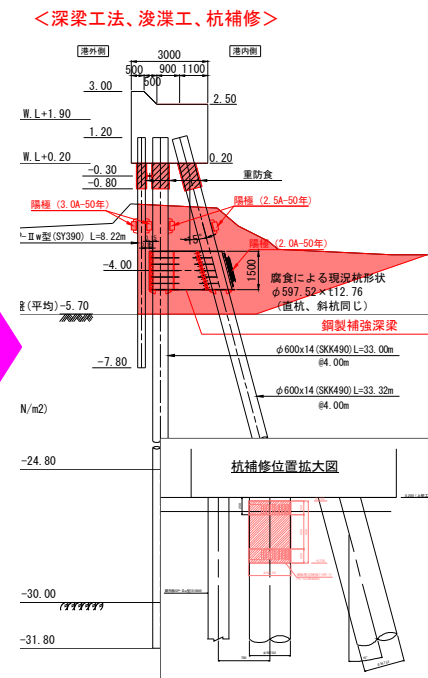 ＜深梁工法、浚渫工、杭補修＞
港外側
港内側
3000
500
900
1100
500
3.00
2.50
W.L+1.90
1.20
W.L+0.20
0.20
-0.30
-0.80
重防食
陽極 (3.0A-50年)
陽極 (2.5A-50年)
-Ⅱw型(SY390) L=8.22m
15
陽極 (2.0A-50年)
-4.00
1500
腐食による現況杭形状
φ597.52×t12.76
(直杭、斜杭同じ)
(平均)-5.70
鋼製補強深梁
-7.80
φ600x14(SKK490)L=33.00m
@4.00m
φ600x14(SKK490)L=33.32m
@4.00m
N/m2)
-24.80
杭補修位置拡大図
-30.00
-31.80